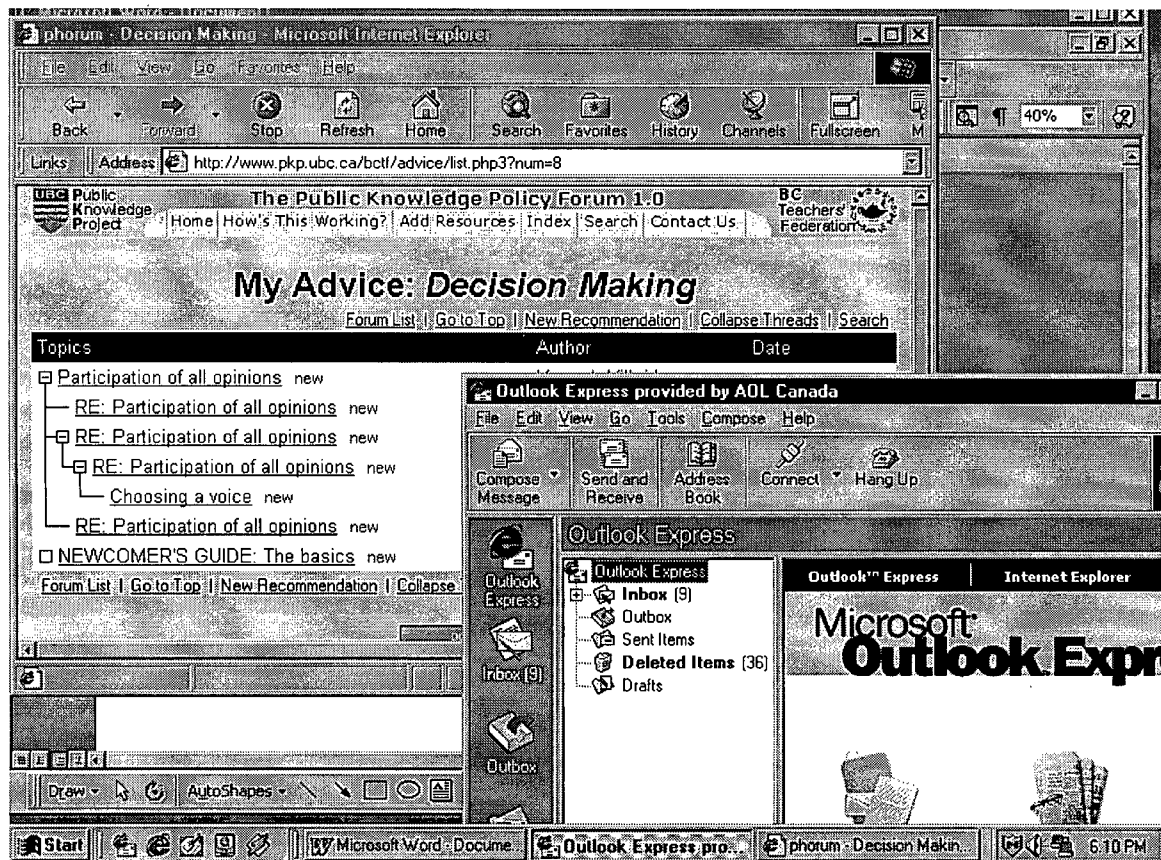 Microsoft Word - Document1
phorum - Decision Making - Microsoft Internet Explorer
File Edit View Go Favorites Help
Back Forward Stop Refresh Home Search Favorites History Channels Fullscreen M
40%
Links Address http://www.pkp.ubc.ca/bctf/advice/list.php3?num=8
UBC Public Knowledge Project
The Public Knowledge Policy Forum 1.0
BC Teachers' Federation
Home How's This Working? Add Resources Index Search Contact Us
My Advice: Decision Making
Forum List | Go to Top | New Recommendation | Collapse Threads | Search
Topics Author Date
Participation of all opinions new
RE: Participation of all opinions new
RE: Participation of all opinions new
RE: Participation of all opinions new
Choosing a voice new
RE: Participation of all opinions new
NEWCOMER'S GUIDE: The basics new
Forum List | Go to Top | New Recommendation | Collapse
Outlook Express provided by AOL Canada
File Edit View Go Tools Compose Help
Compose Message Send and Receive Address Book Connect Hang Up
Outlook Express
Outlook Express
Inbox (9)
Outbox
Outlook Express
Inbox (9)
Outbox
Sent Items
Deleted Items (36)
Drafts
Outlook™ Express Internet Explorer
Microsoft
Outlook Expr
Draw AutoShapes
Start Microsoft Word - Docume... Outlook Express pro... phorum - Decision Makin... 6:10 PM